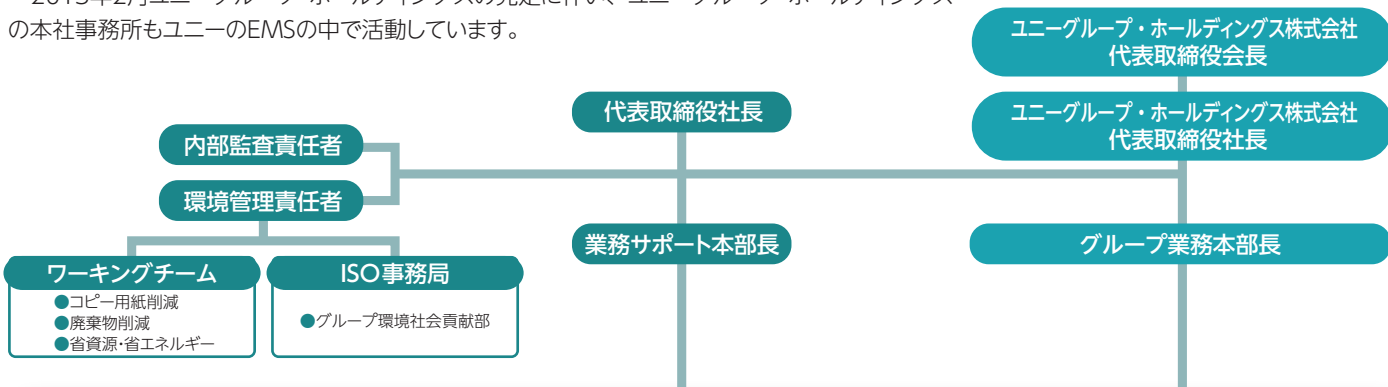 の本社事務所もユニーのEMSの中で活動しています。
ユニーグループ・ホールディングス株式会社
代表取締役会長
代表取締役社長
ユニーグループ・ホールディングス株式会社
代表取締役社長
内部監査責任者
環境管理責任者
業務サポート本部長
グループ業務本部長
ワーキングチーム
●コピー用紙削減
●廃棄物削減
●省資源・省エネルギー
ISO事務局
●グループ環境社会貢献部